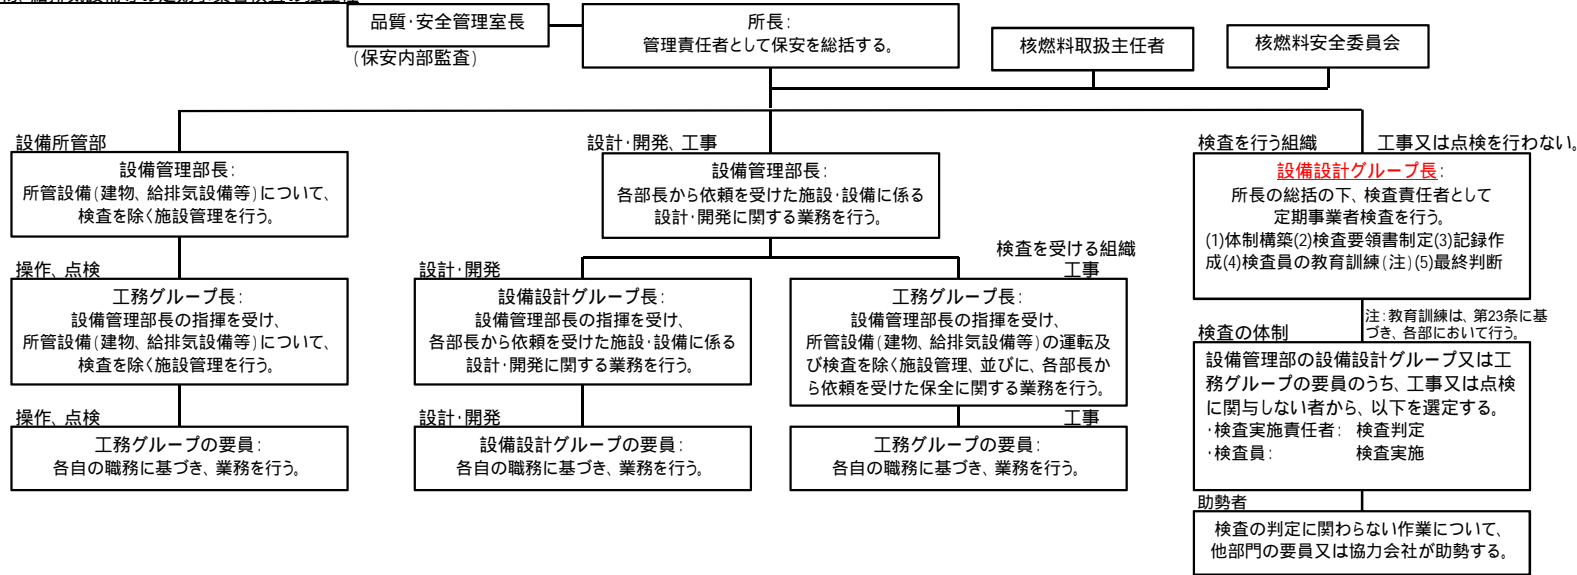 品質・安全管理室長
(保安内部監査)
所長：
管理責任者として保安を総括する。
核燃料取扱主任者
核燃料安全委員会
設備所管部
設備管理部長：
所管設備(建物、給排気設備等)について、
検査を除く施設管理を行う。
操作、点検
工務グループ長：
設備管理部長の指揮を受け、
所管設備(建物、給排気設備等)について、
検査を除く施設管理を行う。
操作、点検
工務グループの要員：
各自の職務に基づき、業務を行う。
設計・開発、工事
設備管理部長：
各部長から依頼を受けた施設・設備に係る
設計・開発に関する業務を行う。
検査を受ける組織
設計・開発
設備設計グループ長：
設備管理部長の指揮を受け、
各部長から依頼を受けた施設・設備に係る
設計・開発に関する業務を行う。
設計・開発
設備設計グループの要員：
各自の職務に基づき、業務を行う。
工事
工務グループ長：
設備管理部長の指揮を受け、
所管設備(建物、給排気設備等)の運転及
び検査を除く施設管理、並びに、各部長か
ら依頼を受けた保全に関する業務を行う。
工事
工務グループの要員：
各自の職務に基づき、業務を行う。
検査を行う組織
工事又は点検を行わない。
設備設計グループ長：
所長の総括の下、検査責任者として
定期事業者検査を行う。
(1)体制構築(2)検査要領書制定(3)記録作
成(4)検査員の教育訓練(注)(5)最終判断
注：教育訓練は、第23条に基
づき、各部において行う。
検査の体制
設備管理部の設備設計グループ又は工
務グループの要員のうち、工事又は点検
に関与しない者から、以下を選定する。
・検査実施責任者： 検査判定
・検査員： 検査実施
助勢者
検査の判定に関わらない作業について、
他部門の要員又は協力会社が助勢する。